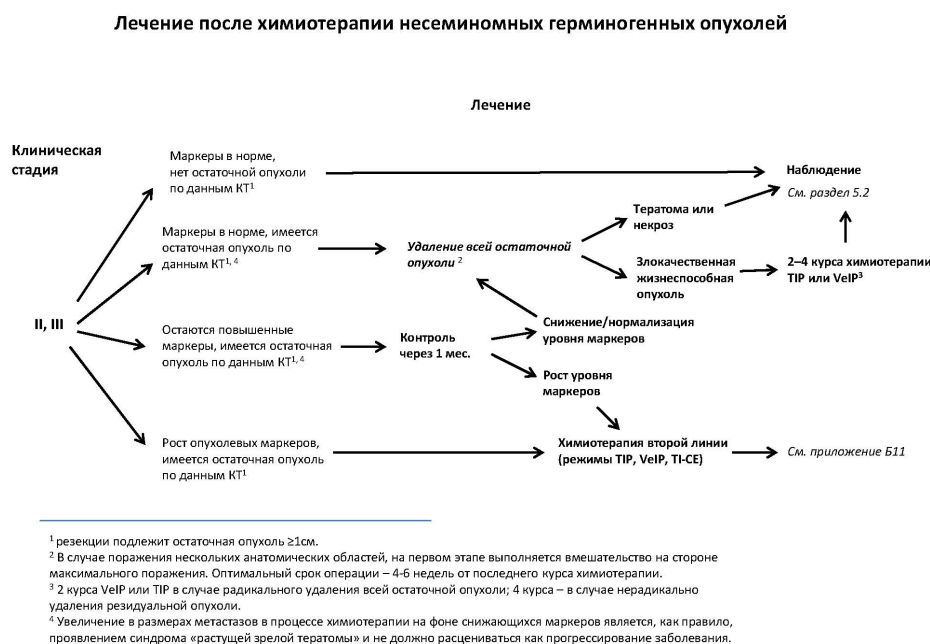 Лечение после химиотерапии несеминомных герминогенных опухолей
Лечение
Клиническая
стадия
II, III
Маркеры в норме,
нет остаточной опухоли
по данным КТ1
Наблюдение
См. раздел 5.2
Маркеры в норме, имеется
остаточная опухоль по
данным КТ1, 4
Удаление всей остаточной
опухоли 2
Тератома или
некроз
Злокачественная
жизнеспособная
опухоль
2–4 курса химиотерапии
TIP или VeIP3
Остаются повышенные
маркеры, имеется остаточная
опухоль по данным КТ1, 4
Контроль
через 1 мес.
Снижение/нормализация
уровня маркеров
Рост уровня
маркеров
Рост опухолевых маркеров,
имеется остаточная опухоль
по данным КТ1
Химиотерапия второй линии
(режимы TIP, VeIP, TI-CE)
См. приложение Б11
1 резекции подлежит остаточная опухоль ≥1см.
2 В случае поражения нескольких анатомических областей, на первом этапе выполняется вмешательство на стороне
максимального поражения. Оптимальный срок операции – 4-6 недель от последнего курса химиотерапии.
3 2 курса VeIP или TIP в случае радикального удаления всей остаточной опухоли; 4 курса – в случае нерадикально
удаления резидуальной опухоли.
4 Увеличение в размерах метастазов в процессе химиотерапии на фоне снижающихся маркеров является, как правило,
проявлением синдрома «растущей зрелой тератомы» и не должно расцениваться как прогрессирование заболевания.